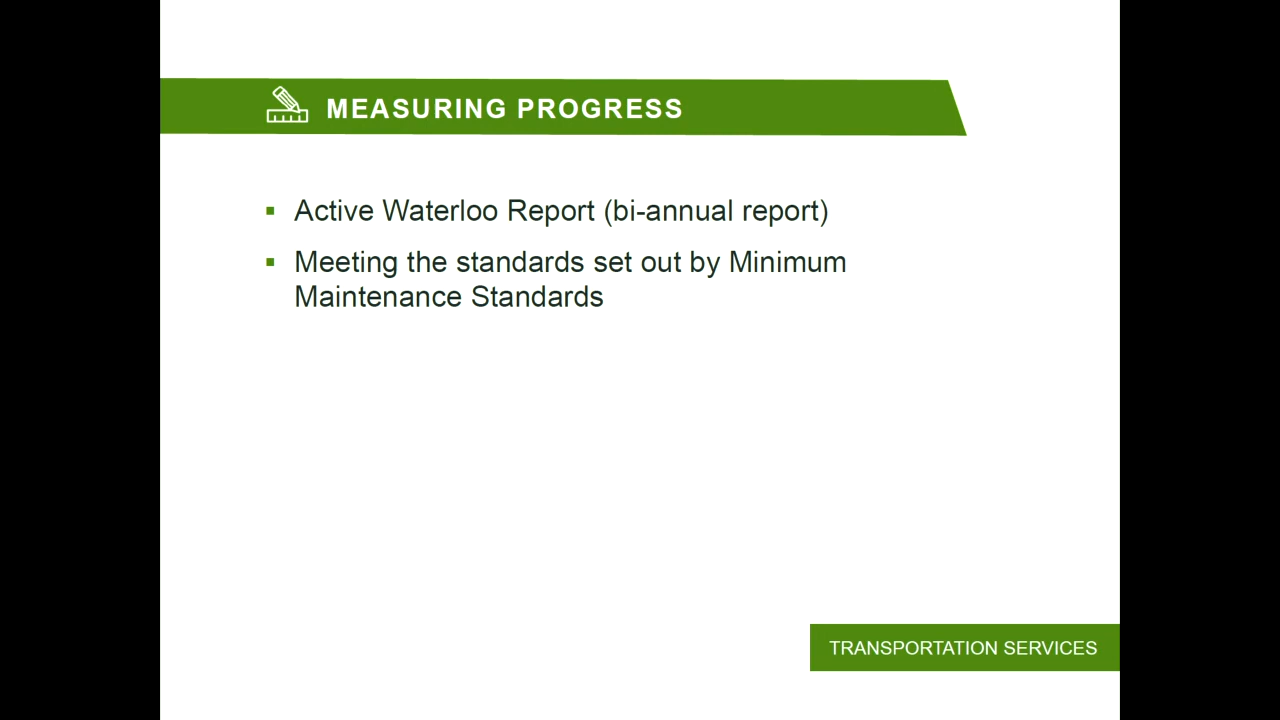 MEASURING PROGRESS
Active Waterloo Report (bi-annual report)
Meeting the standards set out by Minimum
Maintenance Standards
TRANSPORTATION SERVICES